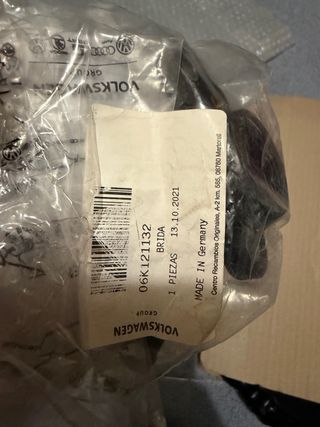 VOLKSWAGEN
GROUP
VOLKSWAGEN
GROUP
06K121132
BRIDA
1 PIEZAS 13.10.2021
MADE IN Germany
Centro Recambios Originales, A-2 km. 585, 08760 Martorell